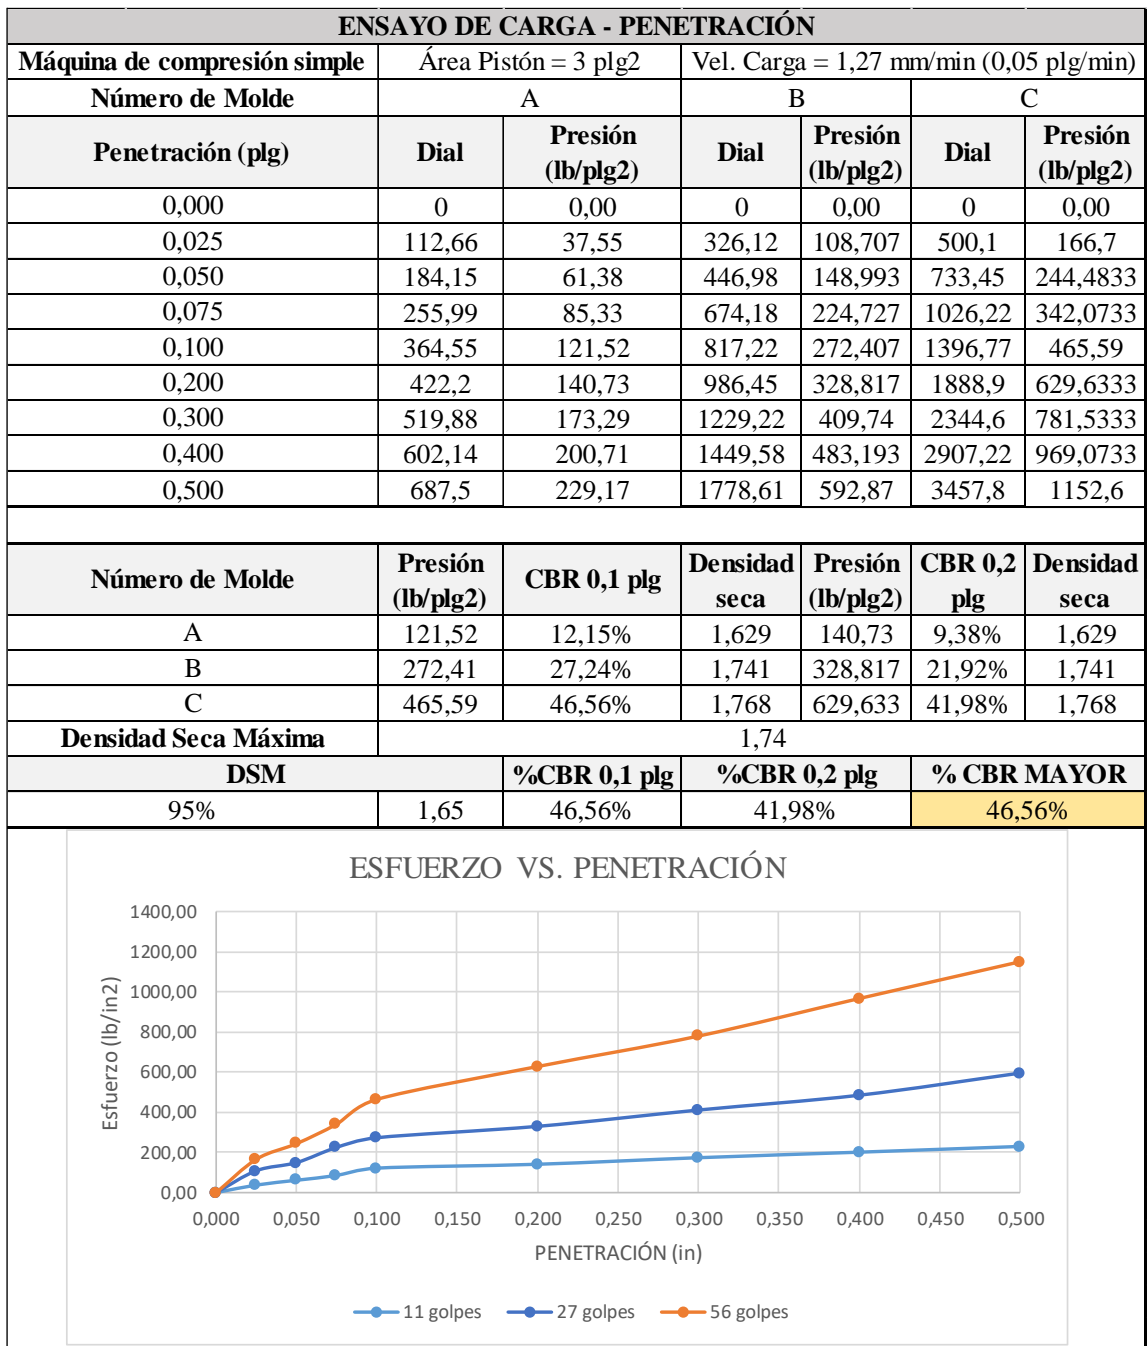 ENSAYO DE CARGA - PENETRACIÓN
Máquina de compresión simple Área Pistón = 3 plg2 Vel. Carga = 1,27 mm/min (0,05 plg/min)
Número de Molde A B C
Penetración (plg) Dial Presión (lb/plg2) Dial Presión (lb/plg2) Dial Presión (lb/plg2)
0,000 0 0,00 0 0,00 0 0,00
0,025 112,66 37,55 326,12 108,707 500,1 166,7
0,050 184,15 61,38 446,98 148,993 733,45 244,4833
0,075 255,99 85,33 674,18 224,727 1026,22 342,0733
0,100 364,55 121,52 817,22 272,407 1396,77 465,59
0,200 422,2 140,73 986,45 328,817 1888,9 629,6333
0,300 519,88 173,29 1229,22 409,74 2344,6 781,5333
0,400 602,14 200,71 1449,58 483,193 2907,22 969,0733
0,500 687,5 229,17 1778,61 592,87 3457,8 1152,6
Número de Molde Presión (lb/plg2) CBR 0,1 plg Densidad seca Presión (lb/plg2) CBR 0,2 plg Densidad seca
A 121,52 12,15% 1,629 140,73 9,38% 1,629
B 272,41 27,24% 1,741 328,817 21,92% 1,741
C 465,59 46,56% 1,768 629,633 41,98% 1,768
Densidad Seca Máxima 1,74
DSM %CBR 0,1 plg %CBR 0,2 plg % CBR MAYOR
95% 1,65 46,56% 41,98% 46,56%
ESFUERZO VS. PENETRACIÓN
Esfuerzo (lb/in2)
1400,00
1200,00
1000,00
800,00
600,00
400,00
200,00
0,00
0,000 0,050 0,100 0,150 0,200 0,250 0,300 0,350 0,400 0,450 0,500
PENETRACIÓN (in)
11 golpes 27 golpes 56 golpes